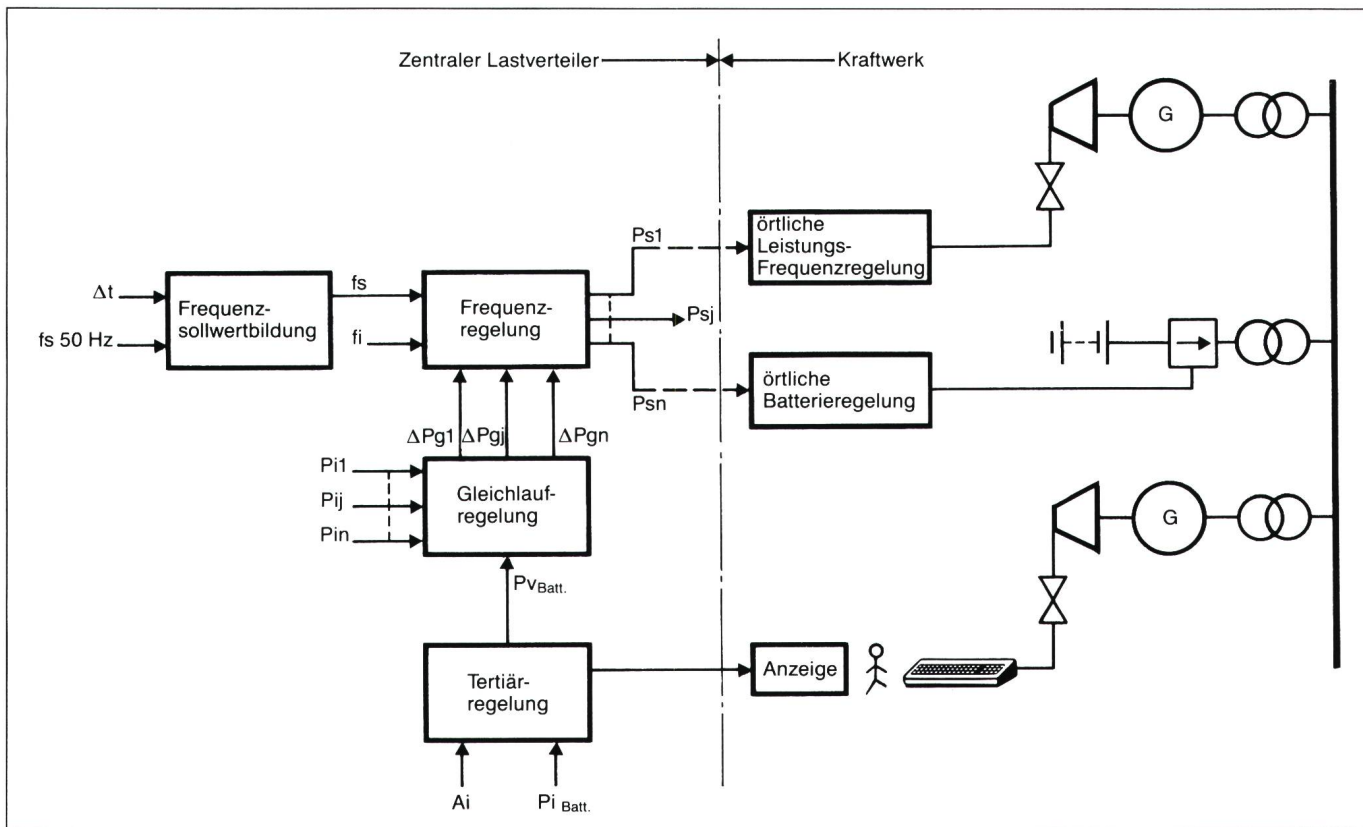 Zentraler Lastverteiler
Kraftwerk
G
örtliche
Leistungs-
Frequenzregelung
Ps1
Δt
fs 50 Hz
Frequenz-
sollwertbildung
fs
fi
Frequenz-
regelung
Psj
Psn
örtliche
Batterieregelung
ΔPg1 ΔPgj ΔPgn
Pi1
Pij
Pin
Gleichlauf-
regelung
G
PvBatt.
Tertiär-
regelung
Anzeige
Ai
Pi Batt.